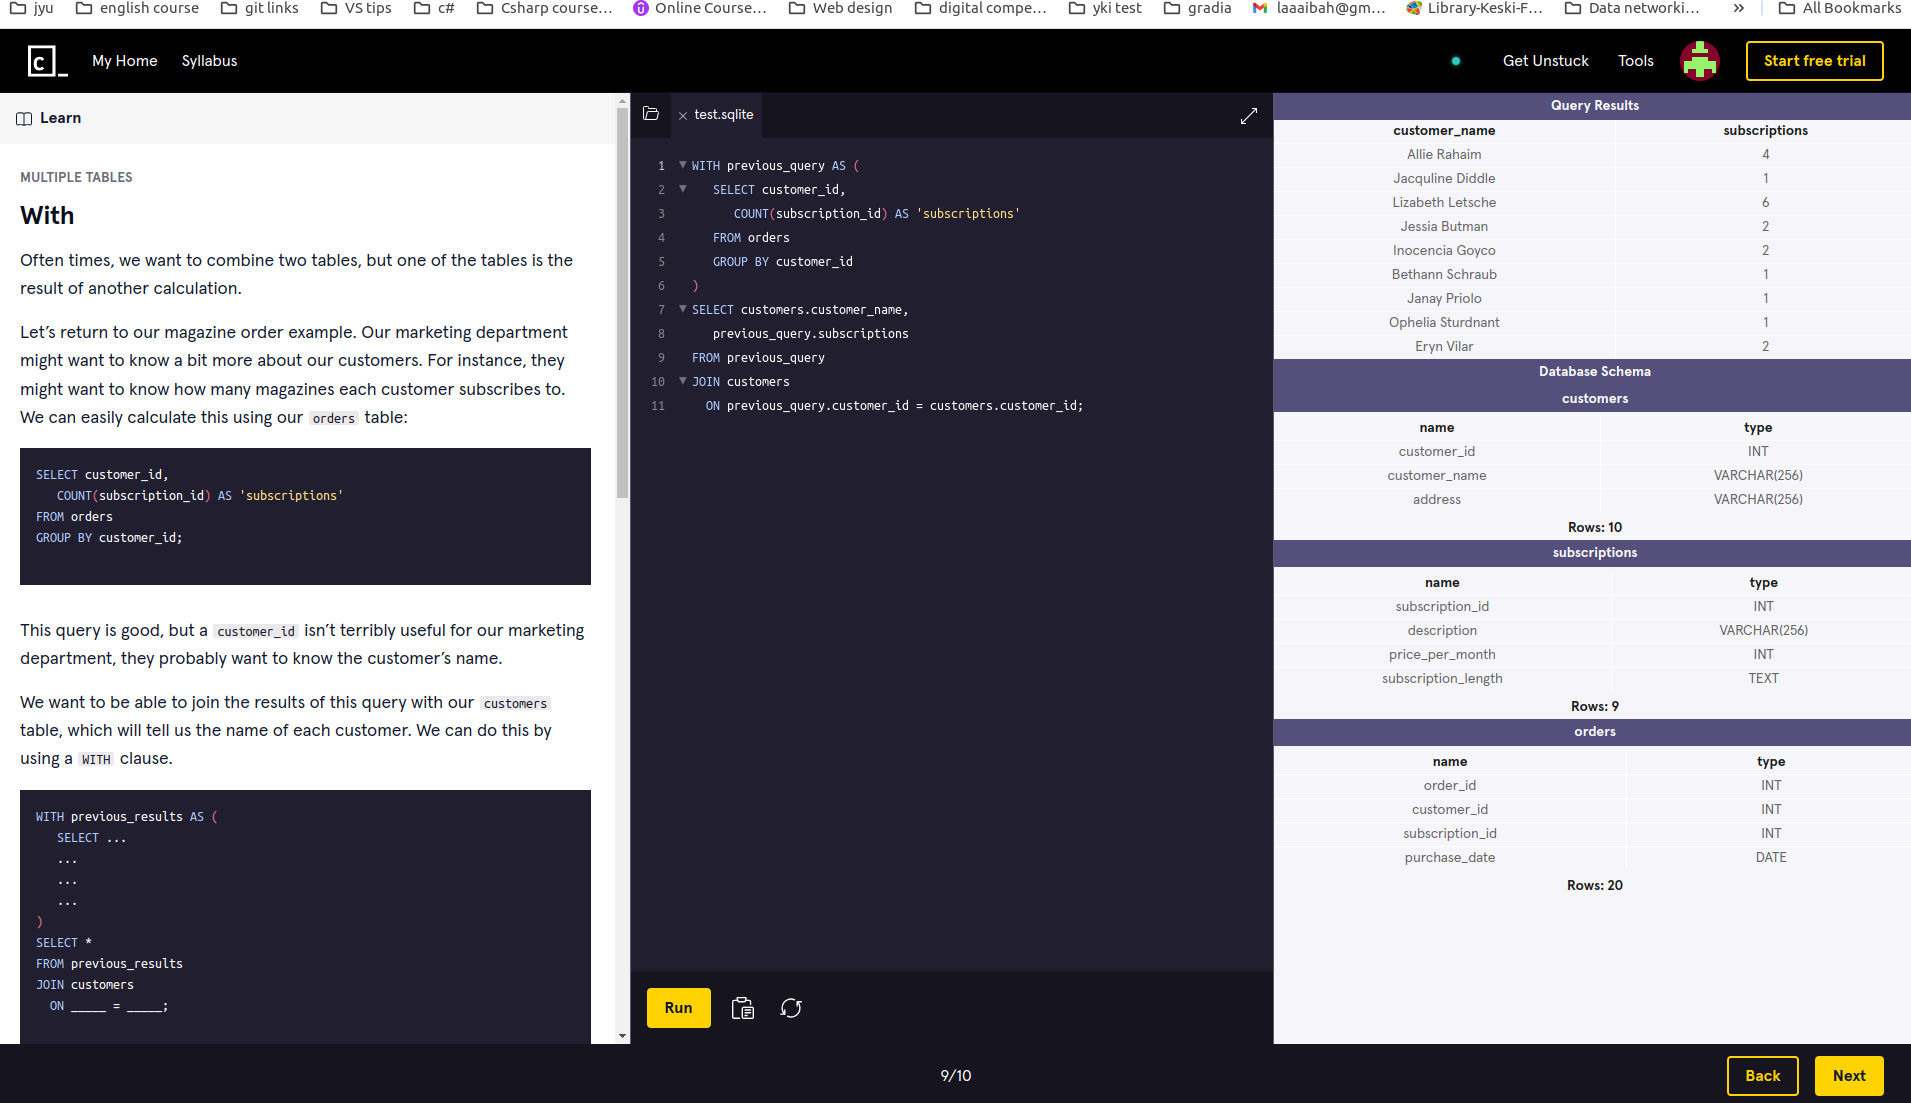 jyu english course git links VS tips c# Csharp course... Online Course... Web design digital compe... yki test gradia laaaibah@gm... Library-Keski-F... Data networki... » All Bookmarks
c_ My Home Syllabus Get Unstuck Tools Start free trial
Learn
MULTIPLE TABLES
With
Often times, we want to combine two tables, but one of the tables is the
result of another calculation.
Let’s return to our magazine order example. Our marketing department
might want to know a bit more about our customers. For instance, they
might want to know how many magazines each customer subscribes to.
We can easily calculate this using our orders table:
SELECT customer_id,
COUNT(subscription_id) AS 'subscriptions'
FROM orders
GROUP BY customer_id;
This query is good, but a customer_id isn’t terribly useful for our marketing
department, they probably want to know the customer’s name.
We want to be able to join the results of this query with our customers
table, which will tell us the name of each customer. We can do this by
using a WITH clause.
WITH previous_results AS (
SELECT ...
...
...
...
)
SELECT *
FROM previous_results
JOIN customers
ON _____ = _____;
test.sqlite
1 WITH previous_query AS (
2 SELECT customer_id,
3 COUNT(subscription_id) AS 'subscriptions'
4 FROM orders
5 GROUP BY customer_id
6 )
7 SELECT customers.customer_name,
8 previous_query.subscriptions
9 FROM previous_query
10 JOIN customers
11 ON previous_query.customer_id = customers.customer_id;
Run
Query Results
customer_name subscriptions
Allie Rahaim 4
Jacquline Diddle 1
Lizabeth Letsche 6
Jessia Butman 2
Inocencia Goyco 2
Bethann Schraub 1
Janay Priolo 1
Ophelia Sturdnant 1
Eryn Vilar 2
Database Schema
customers
name type
customer_id INT
customer_name VARCHAR(256)
address VARCHAR(256)
Rows: 10
subscriptions
name type
subscription_id INT
description VARCHAR(256)
price_per_month INT
subscription_length TEXT
Rows: 9
orders
name type
order_id INT
customer_id INT
subscription_id INT
purchase_date DATE
Rows: 20
9/10
Back Next